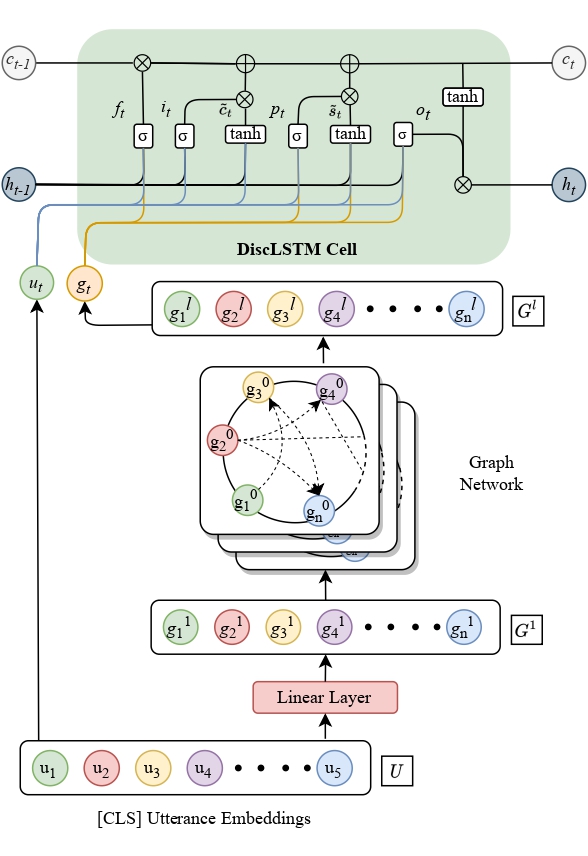 c_{t-1} c_t
f_t i_t c̃_t p_t s̃_t o_t tanh
σ σ tanh σ tanh σ
h_{t-1} h_t
DiscLSTM Cell
u_t g_t
g_1^l g_2^l g_3^l g_4^l • • • • g_n^l G^l
g_3^0 g_4^0
g_2^0
g_1^0 g_n^0
Graph
Network
g_1^1 g_2^1 g_3^1 g_4^1 • • • • g_n^1 G^1
Linear Layer
u_1 u_2 u_3 u_4 • • • • u_5 U
[CLS] Utterance Embeddings